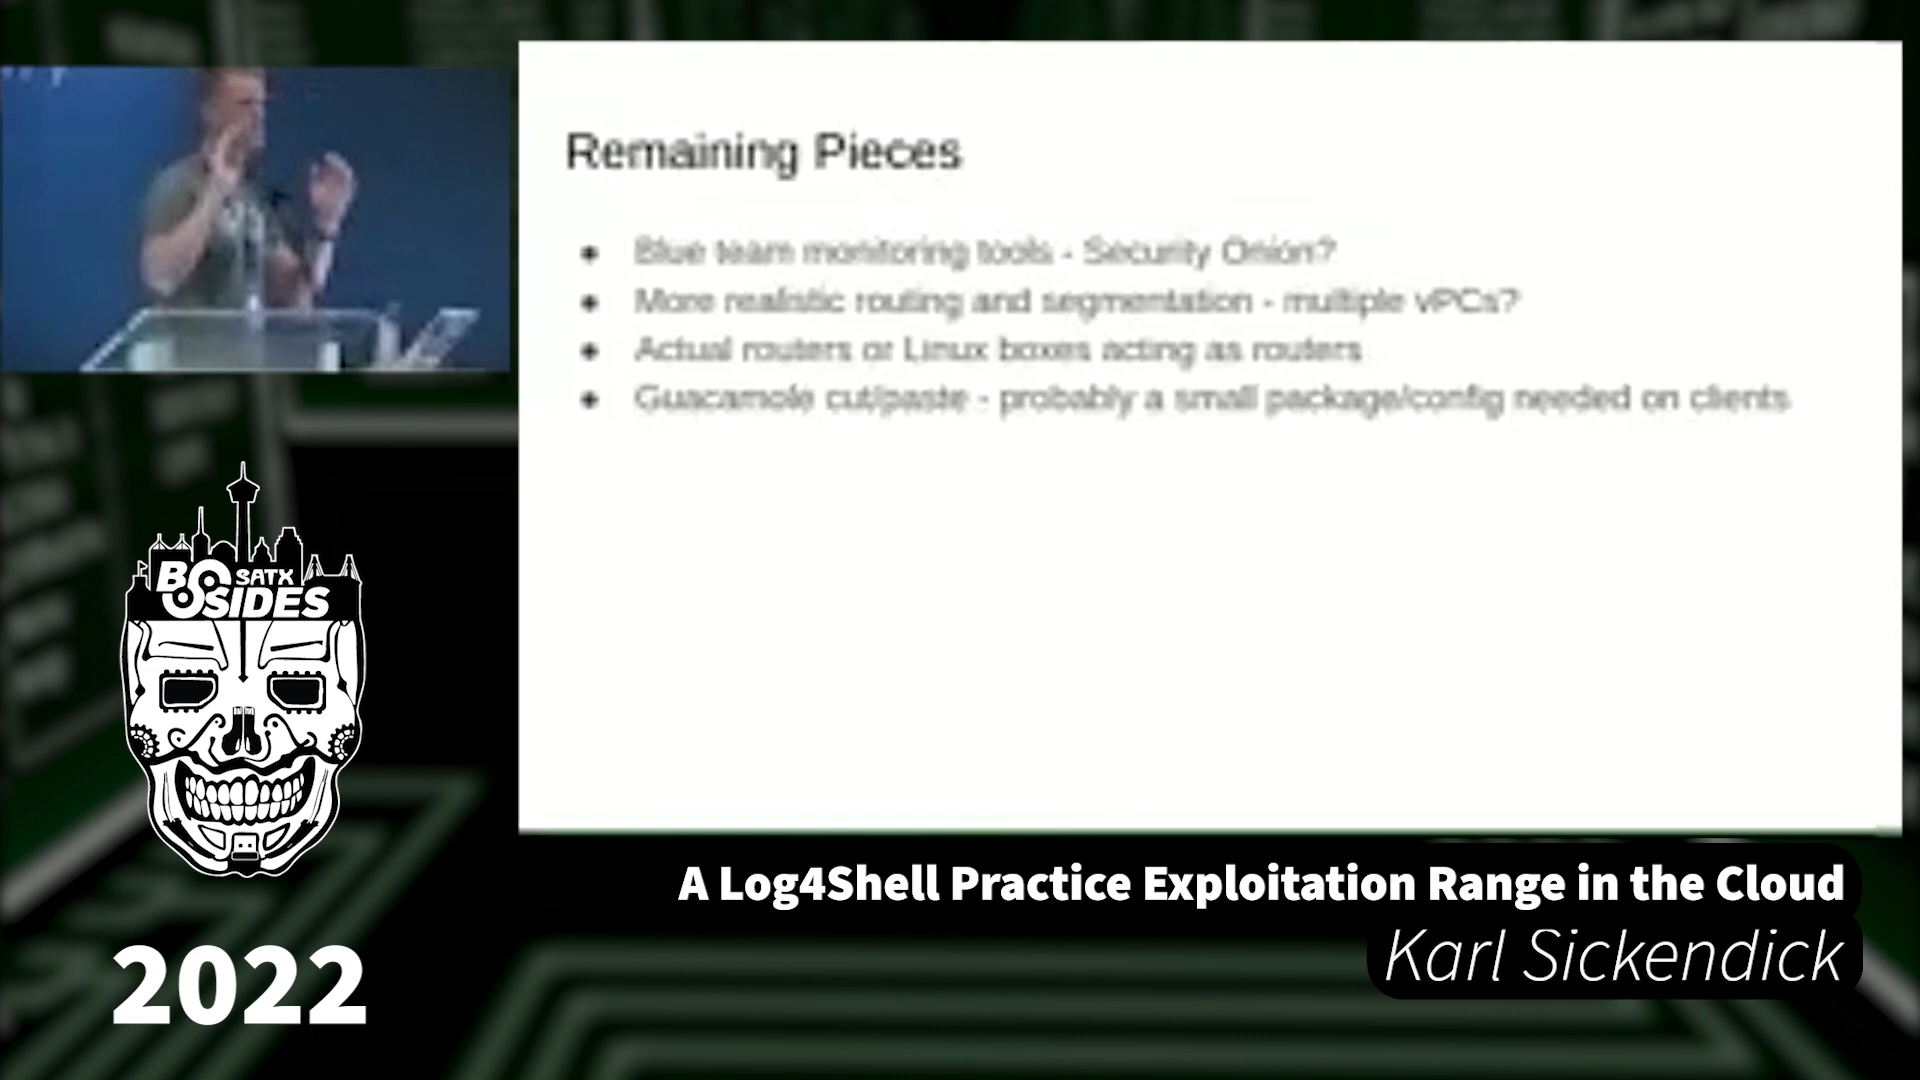 Remaining Pieces
● Blue team monitoring tools - Security Onion?
● More realistic routing and segmentation - multiple vPCs?
● Actual routers or Linux boxes acting as routers
● Guacamole cut/paste - probably a small package/config needed on clients
BSATX
SIDES
2022
A Log4Shell Practice Exploitation Range in the Cloud
Karl Sickendick